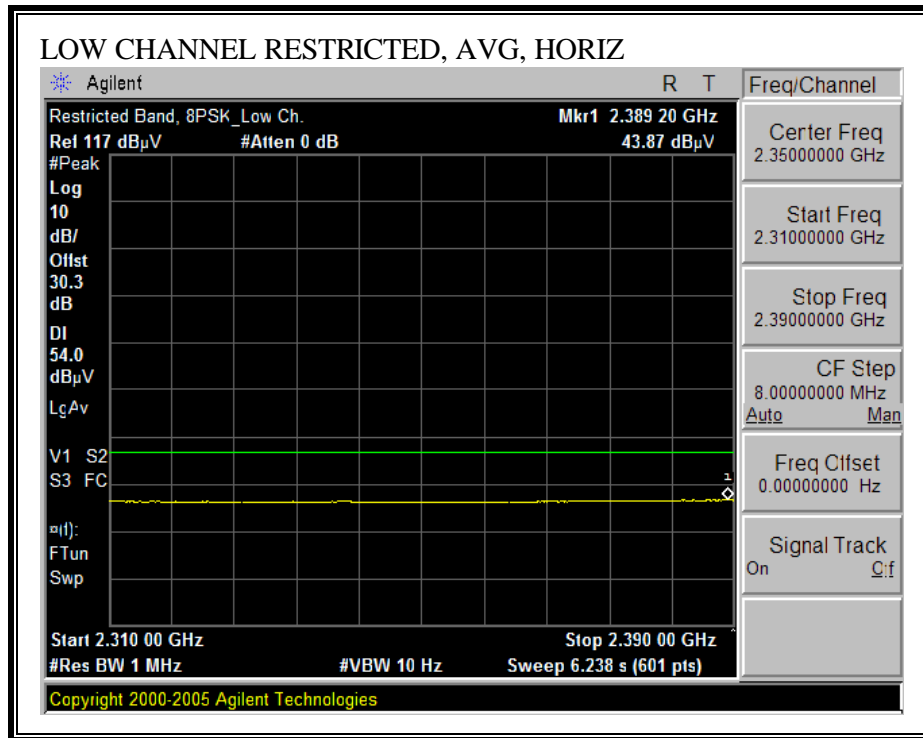 LOW CHANNEL RESTRICTED, AVG, HORIZ
Agilent R T
Restricted Band, 8PSK_Low Ch.
Mkr1 2.389 20 GHz
Ref 117 dBµV #Atten 0 dB 43.87 dBµV
#Peak
Log
10
dB/
Offst
30.3
dB
DI
54.0
dBµV
LgAv
V1 S2
S3 FC
¤(f):
FTun
Swp
1
Start 2.310 00 GHz Stop 2.390 00 GHz
#Res BW 1 MHz #VBW 10 Hz Sweep 6.238 s (601 pts)
Copyright 2000-2005 Agilent Technologies
Freq/Channel
Center Freq
2.35000000 GHz
Start Freq
2.31000000 GHz
Stop Freq
2.39000000 GHz
CF Step
8.00000000 MHz
Auto Man
Freq Offset
0.00000000 Hz
Signal Track
On Off